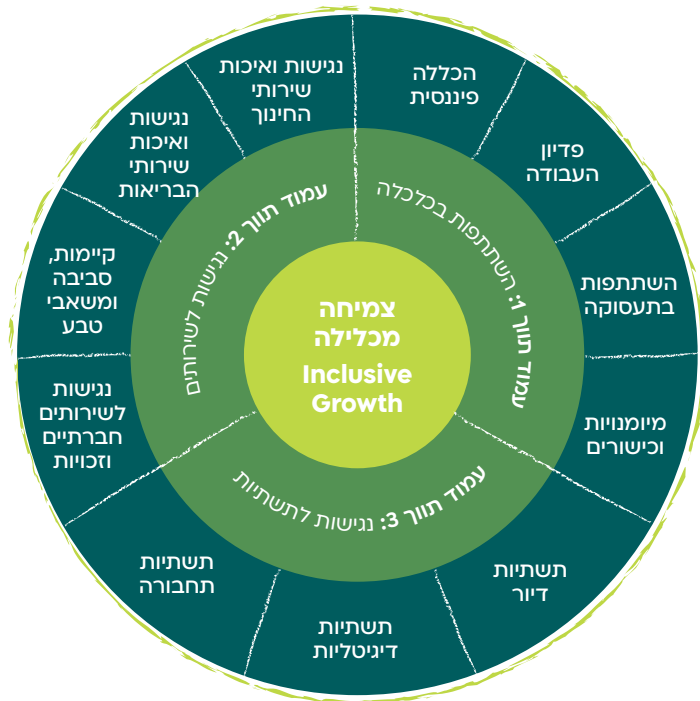 צמיחה
מכלילה
Inclusive
Growth
עמוד תווך 1: השתתפות בכלכלה
הכללה
פיננסית
פדיון
העבודה
השתתפות
בתעסוקה
מיומנויות
וכישורים
עמוד תווך 2: נגישות לשירותים
נגישות ואיכות
שירותי
החינוך
נגישות
ואיכות
שירותי
הבריאות
קיימות,
סביבה
ומשאבי
טבע
נגישות
לשירותים
חברתיים
וזכויות
עמוד תווך 3: נגישות לתשתיות
תשתיות
דיור
תשתיות
דיגיטליות
תשתיות
תחבורה